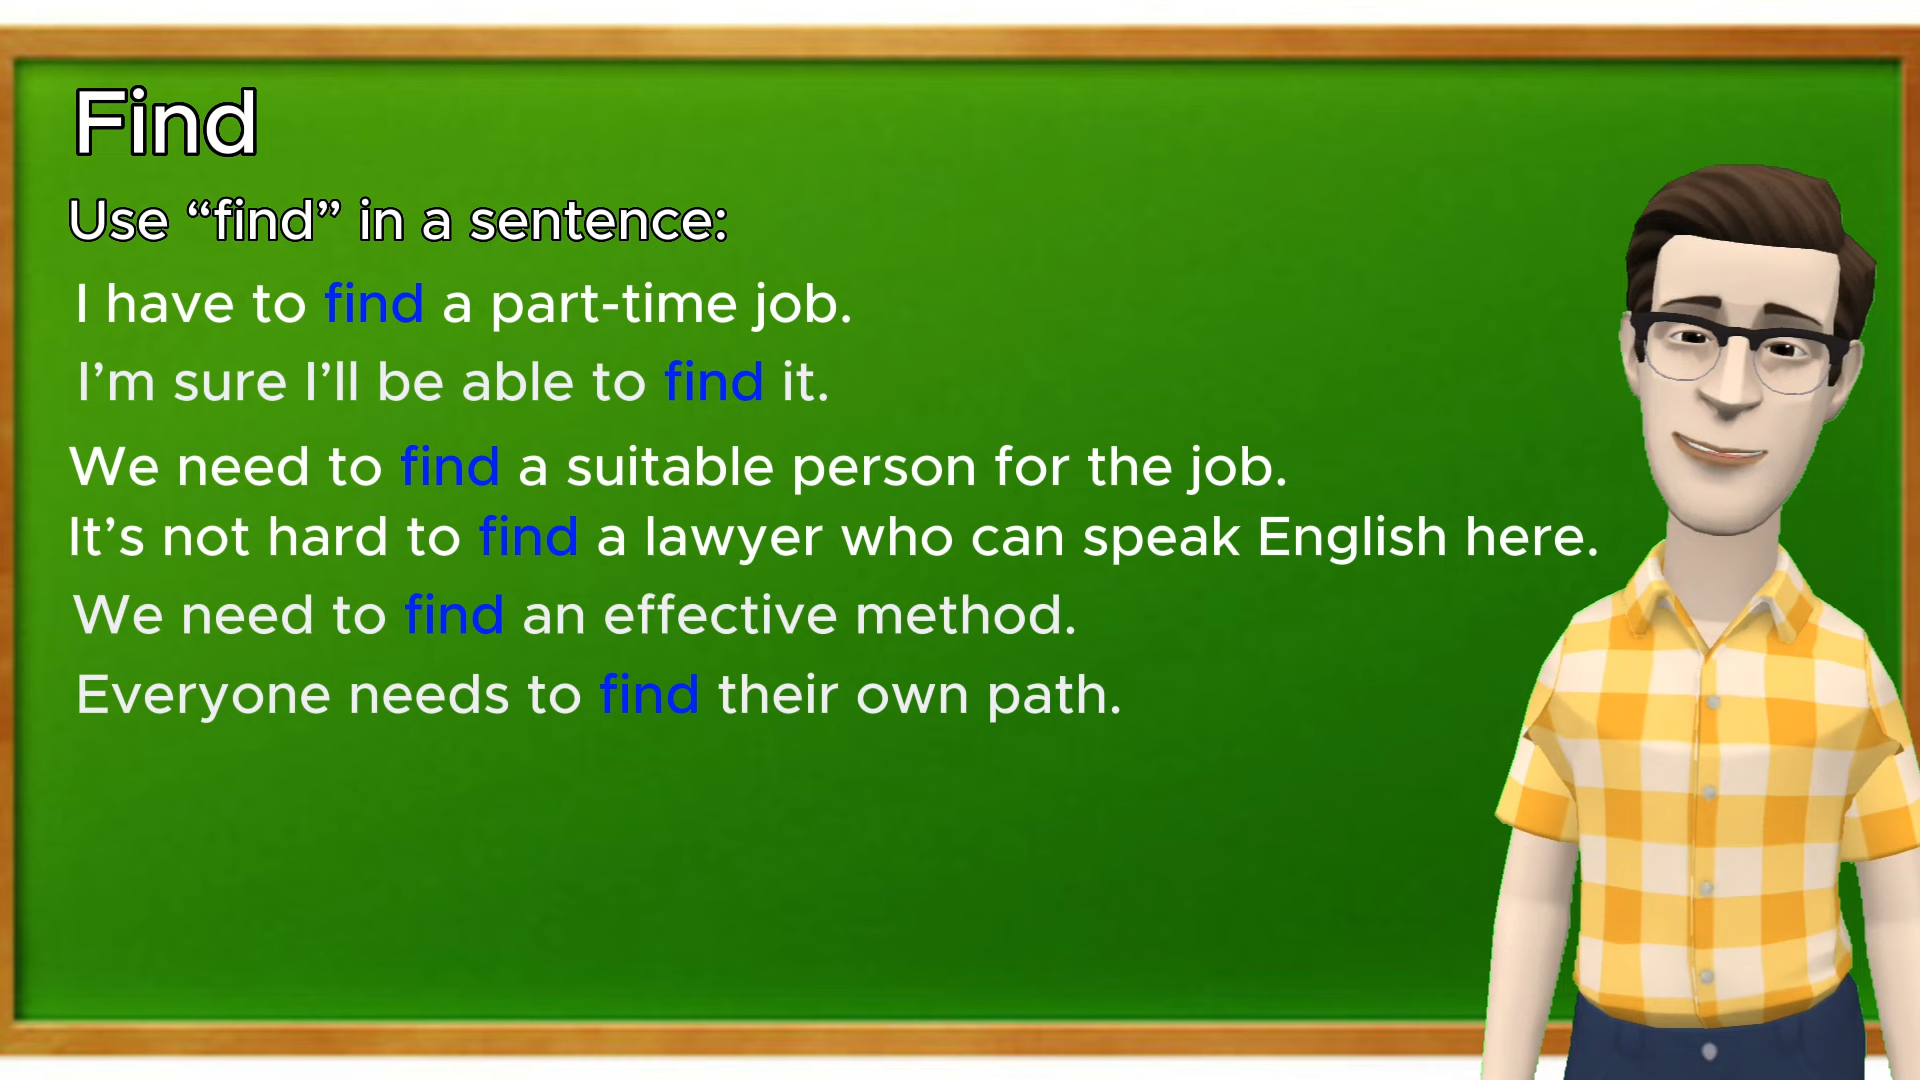 Find
Use “find” in a sentence:
I have to find a part-time job.
I’m sure I’ll be able to find it.
We need to find a suitable person for the job.
It’s not hard to find a lawyer who can speak English here.
We need to find an effective method.
Everyone needs to find their own path.